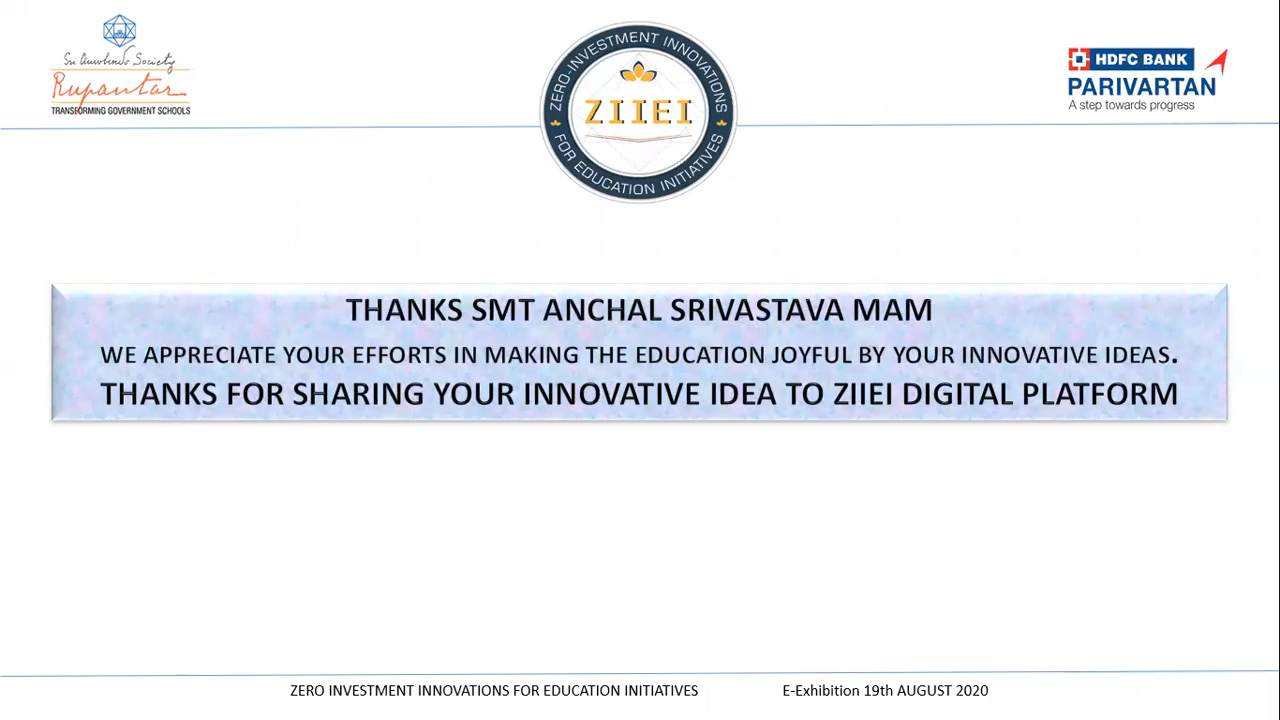 Sri Aurobindo Society
Rupantar
TRANSFORMING GOVERNMENT SCHOOLS
ZERO-INVESTMENT INNOVATIONS
ZIIEI
FOR EDUCATION INITIATIVES
HDFC BANK
PARIVARTAN
A step towards progress
THANKS SMT ANCHAL SRIVASTAVA MAM
WE APPRECIATE YOUR EFFORTS IN MAKING THE EDUCATION JOYFUL BY YOUR INNOVATIVE IDEAS.
THANKS FOR SHARING YOUR INNOVATIVE IDEA TO ZIIEI DIGITAL PLATFORM
ZERO INVESTMENT INNOVATIONS FOR EDUCATION INITIATIVES E-Exhibition 19th AUGUST 2020